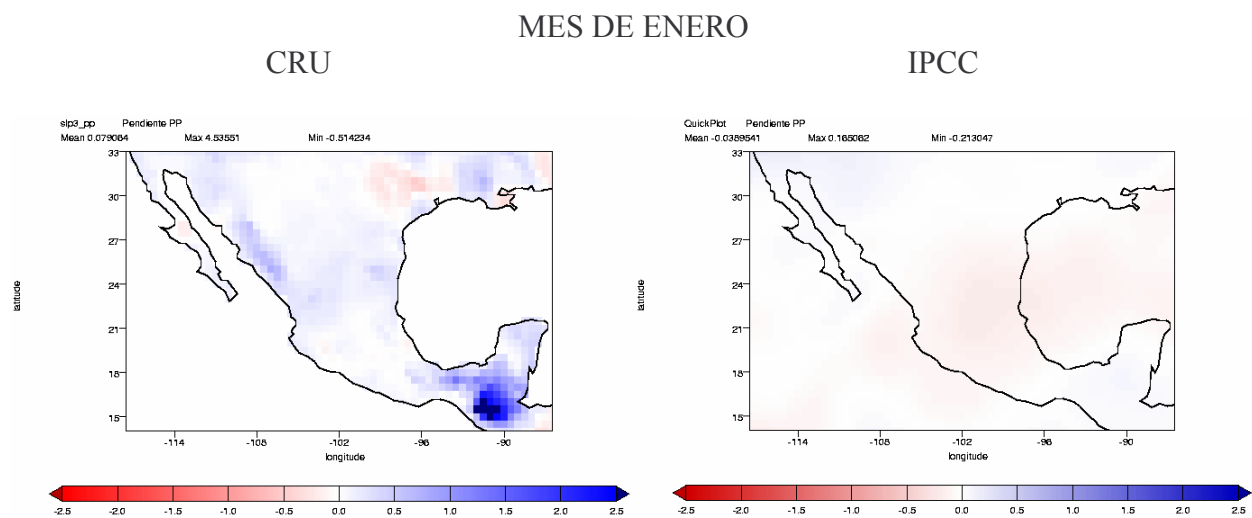 MES DE ENERO
CRU
IPCC
slp3_pp Pendiente PP
Mean 0.079084 Max 4.53551 Min -0.514234
33
30
27
24
21
18
15
latitude
-114 -108 -102 -96 -90
longitude
-2.5 -2.0 -1.5 -1.0 -0.5 0.0 0.5 1.0 1.5 2.0 2.5
QuickPlot Pendiente PP
Mean -0.0389541 Max 0.185082 Min -0.213047
33
30
27
24
21
18
15
latitude
-114 -108 -102 -96 -90
longitude
-2.5 -2.0 -1.5 -1.0 -0.5 0.0 0.5 1.0 1.5 2.0 2.5